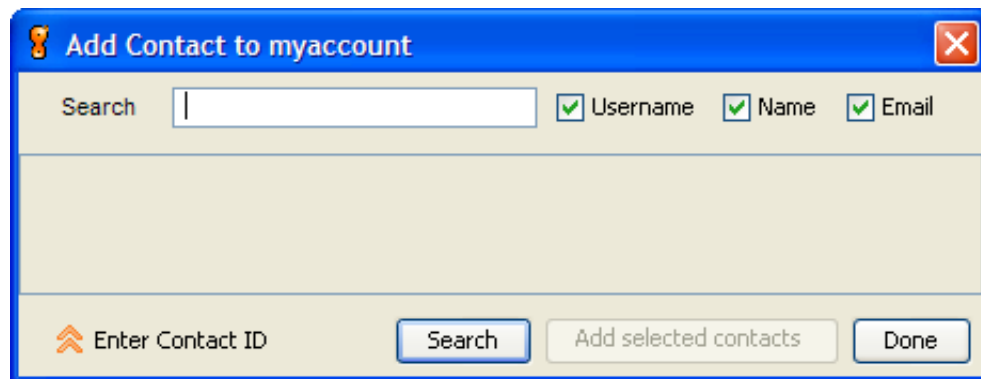 Add Contact to myaccount
Search Username Name Email
Enter Contact ID Search Add selected contacts Done